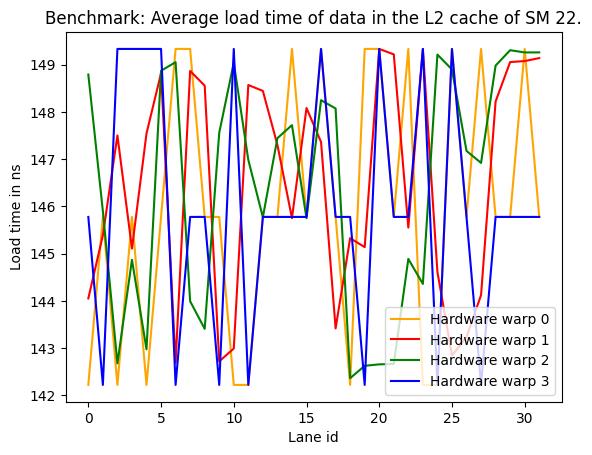 Benchmark: Average load time of data in the L2 cache of SM 22.
Load time in ns
149
148
147
146
145
144
143
142
0 5 10 15 20 25 30
Lane id
Hardware warp 0
Hardware warp 1
Hardware warp 2
Hardware warp 3